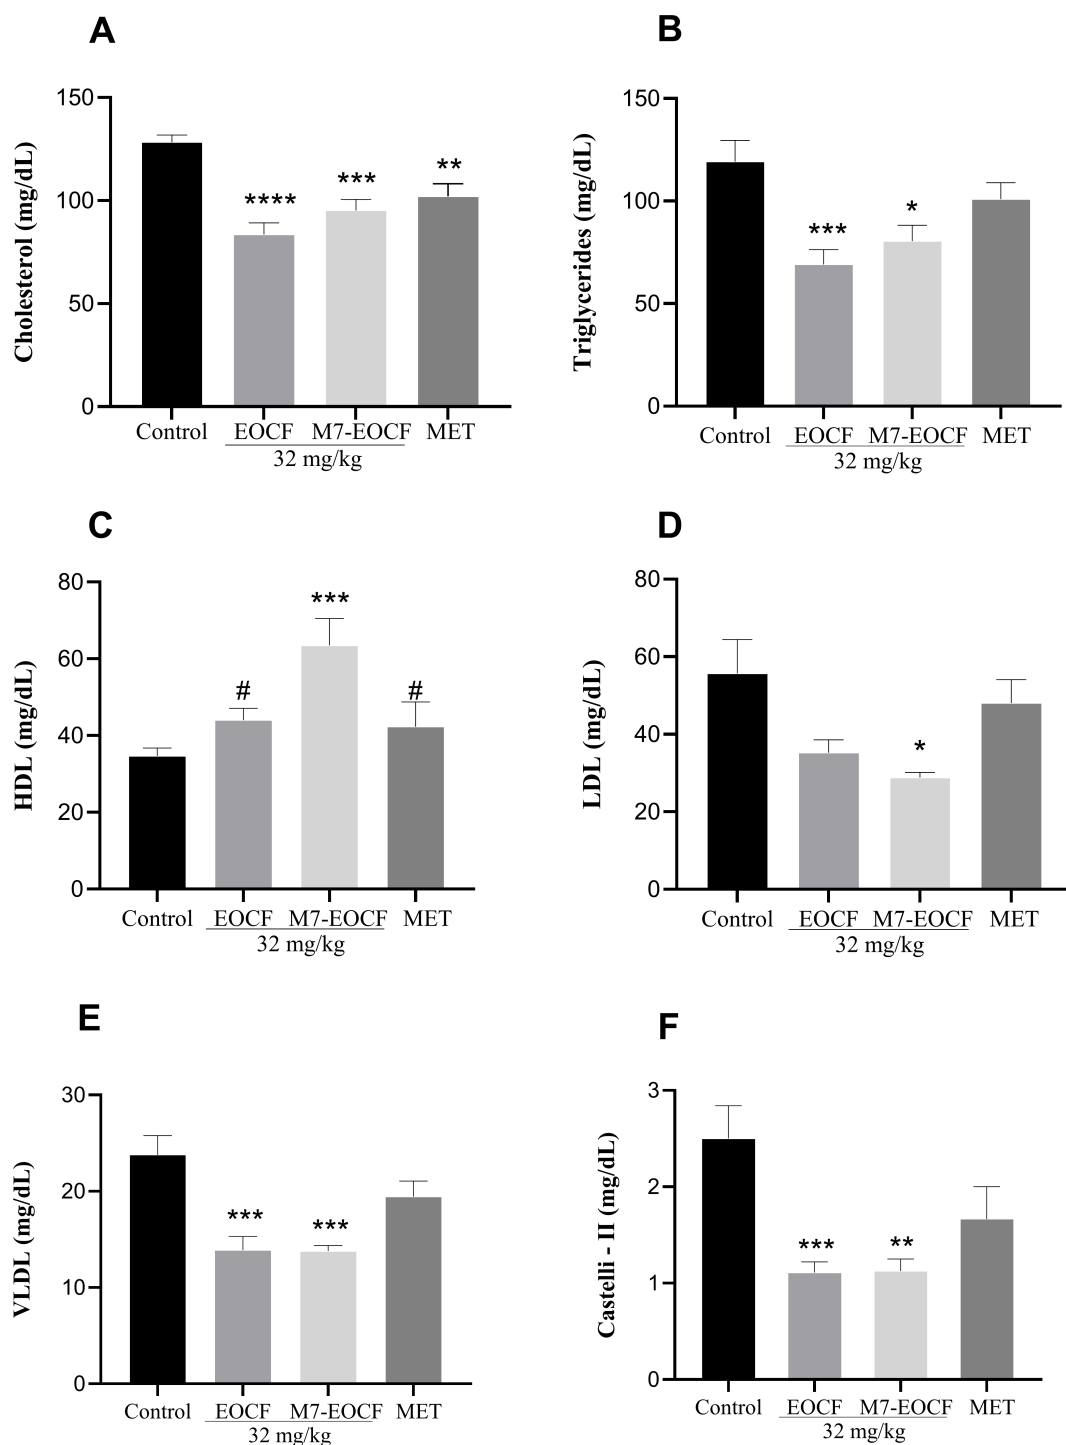 A
Cholesterol (mg/dL)
150
100
50
0
****
***
**
Control EOCF M7-EOCF MET
32 mg/kg
B
Triglycerides (mg/dL)
150
100
50
0
***
*
Control EOCF M7-EOCF MET
32 mg/kg
C
HDL (mg/dL)
80
60
40
20
0
#
***
#
Control EOCF M7-EOCF MET
32 mg/kg
D
LDL (mg/dL)
80
60
40
20
0
*
Control EOCF M7-EOCF MET
32 mg/kg
E
VLDL (mg/dL)
30
20
10
0
***
***
Control EOCF M7-EOCF MET
32 mg/kg
F
Castelli - II (mg/dL)
3
2
1
0
***
**
Control EOCF M7-EOCF MET
32 mg/kg